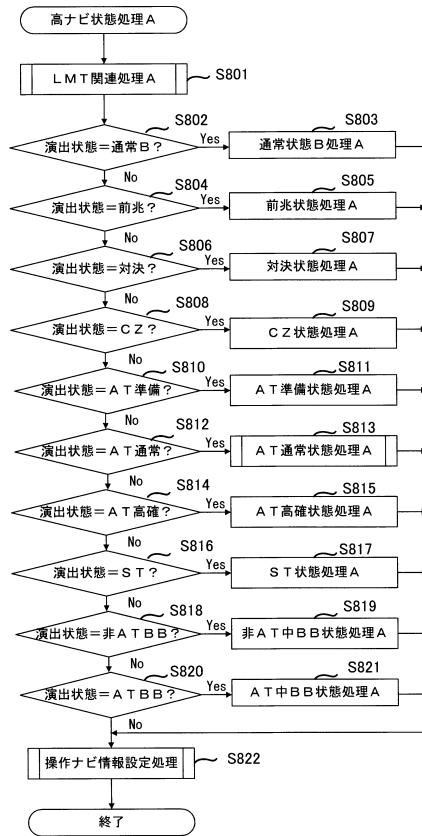 高ナビ状態処理A
LMT関連処理A
S801
S802
演出状態=通常B?
Yes
S803
通常状態B処理A
No
S804
演出状態=前兆?
Yes
S805
前兆状態処理A
No
S806
演出状態=対決?
Yes
S807
対決状態処理A
No
S808
演出状態=CZ?
Yes
S809
CZ状態処理A
No
S810
演出状態=AT準備?
Yes
S811
AT準備状態処理A
No
S812
演出状態=AT通常?
Yes
S813
AT通常状態処理A
No
S814
演出状態=AT高確?
Yes
S815
AT高確状態処理A
No
S816
演出状態=ST?
Yes
S817
ST状態処理A
No
S818
演出状態=非ATBB?
Yes
S819
非AT中BB状態処理A
No
S820
演出状態=ATBB?
Yes
S821
AT中BB状態処理A
No
操作ナビ情報設定処理
S822
終了